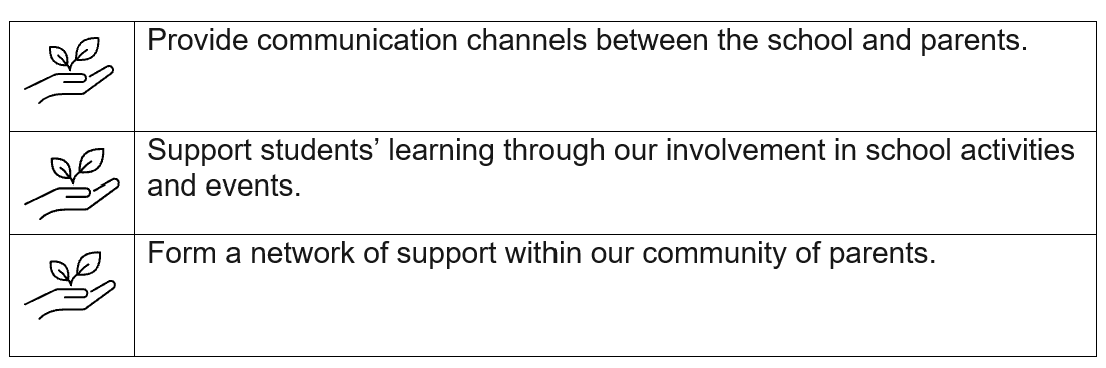 Provide communication channels between the school and parents.
Support students’ learning through our involvement in school activities
and events.
Form a network of support within our community of parents.